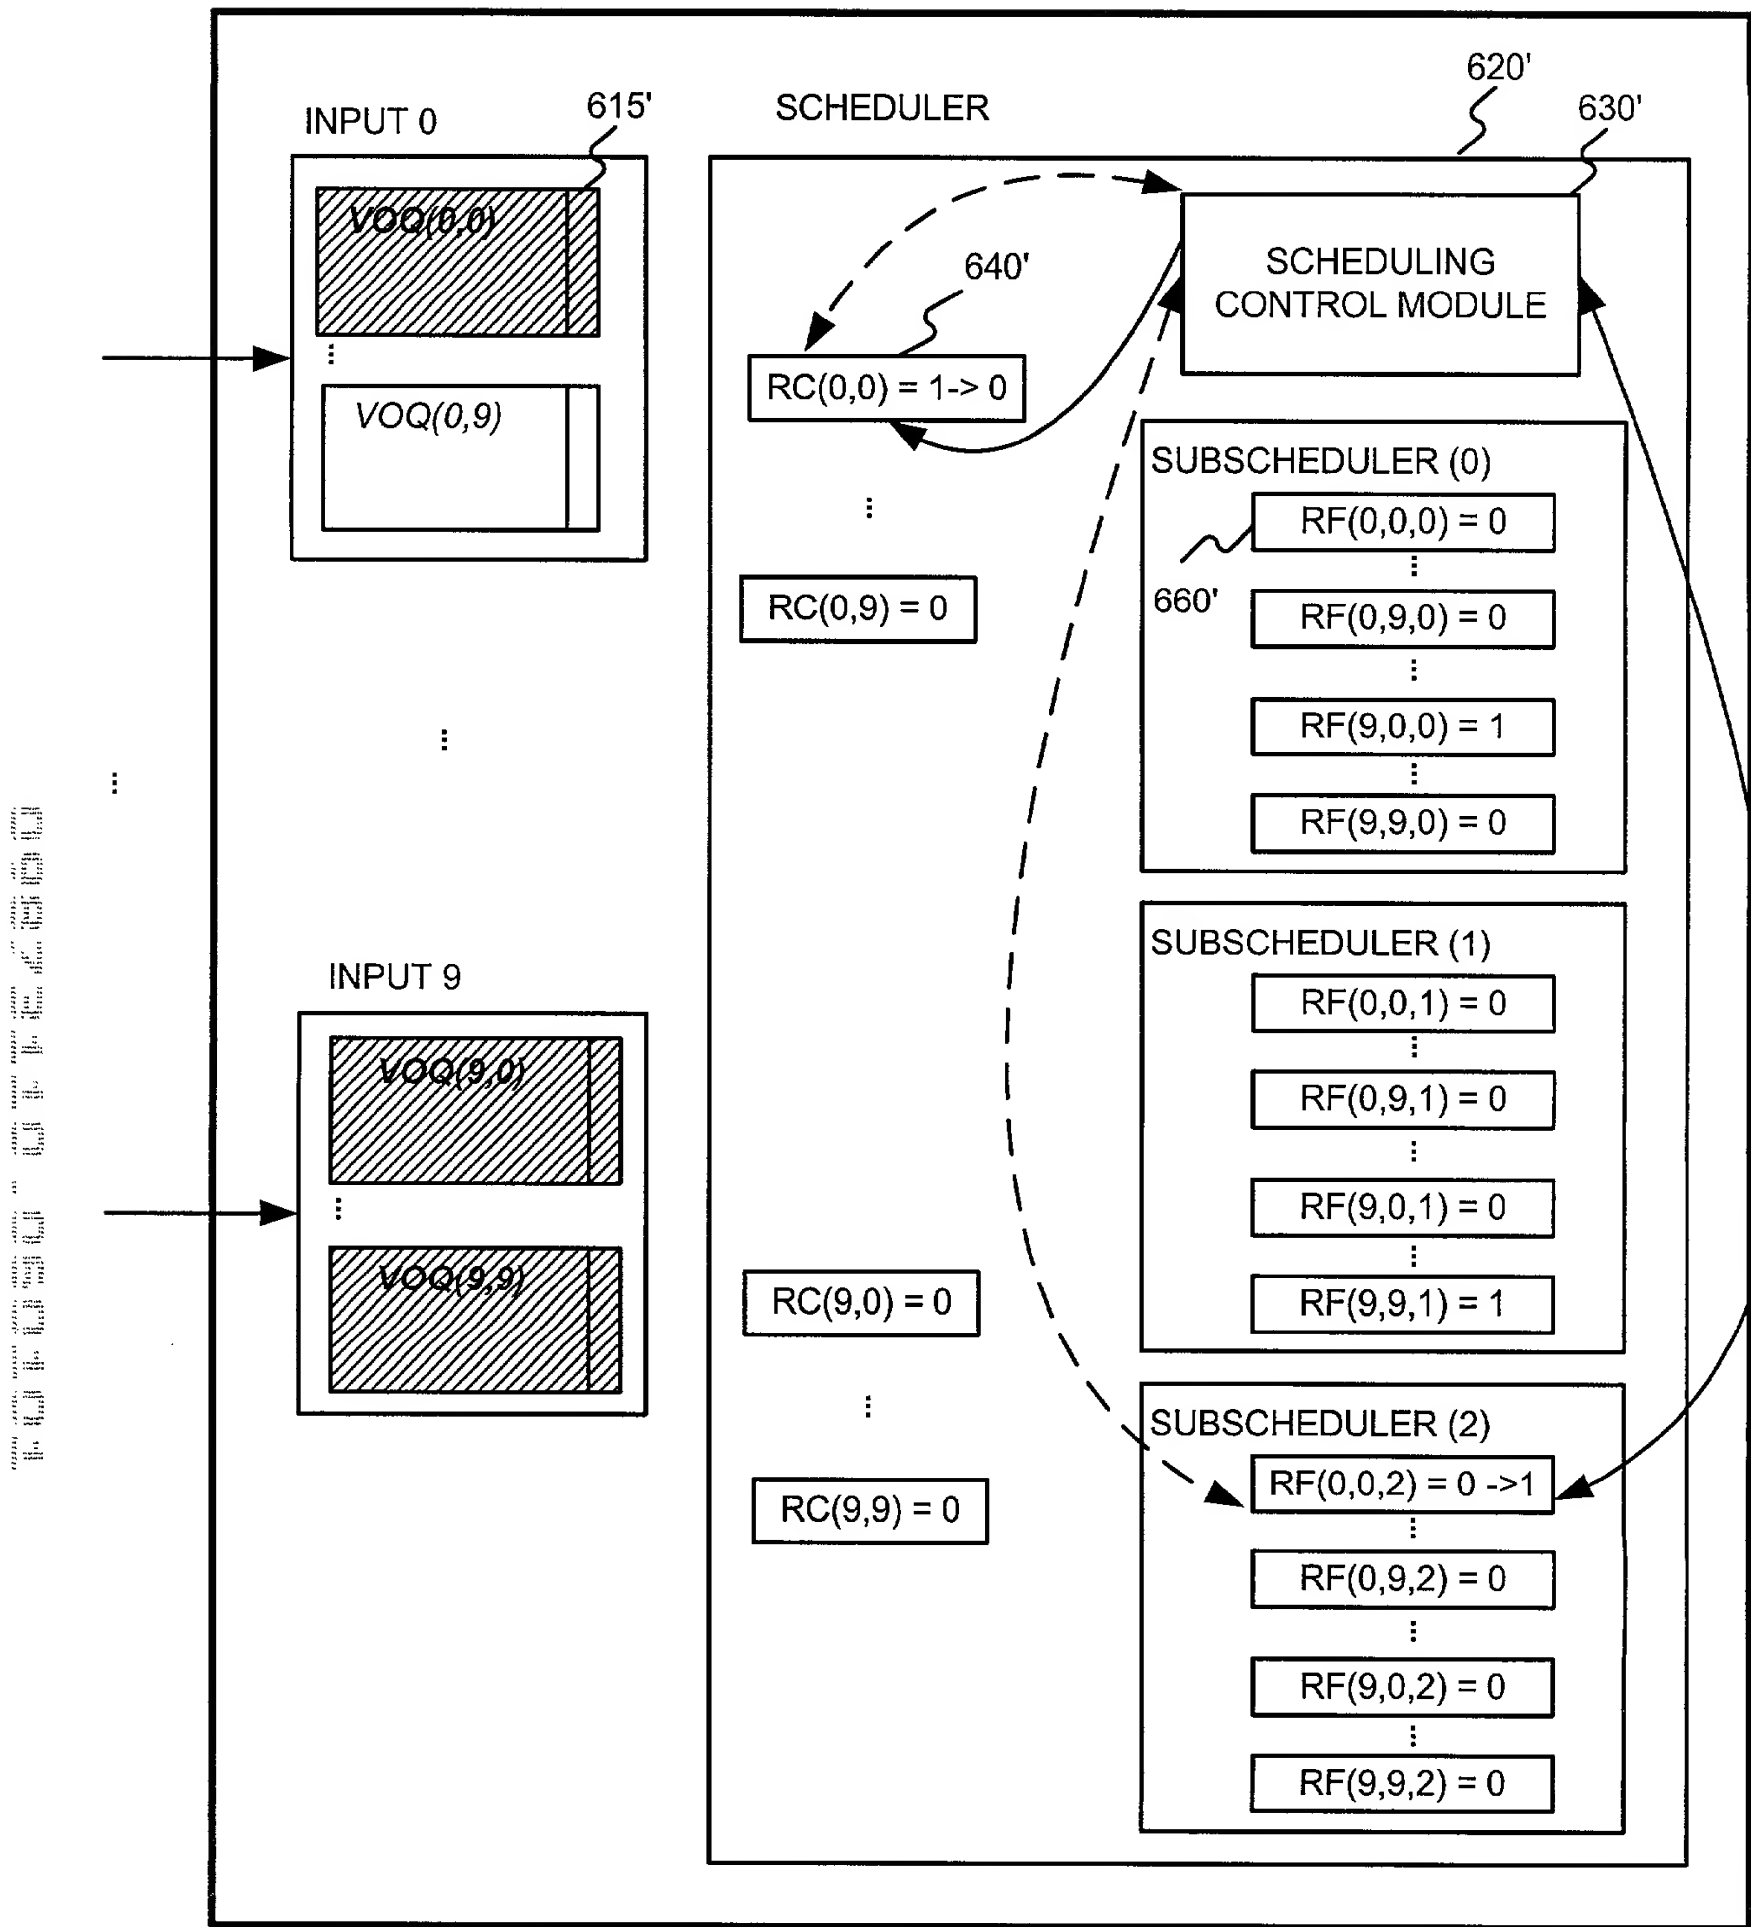 620'
INPUT 0
615'
SCHEDULER
630'
VOQ(0,0)
640'
SCHEDULING
CONTROL MODULE
RC(0,0) = 1-> 0
VOQ(0,9)
SUBSCHEDULER (0)
RF(0,0,0) = 0
...
...
...
RC(0,9) = 0
660'
RF(0,9,0) = 0
...
RF(9,0,0) = 1
...
...
...
RF(9,9,0) = 0
SUBSCHEDULER (1)
INPUT 9
RF(0,0,1) = 0
...
VOQ(9,0)
RF(0,9,1) = 0
...
...
RF(9,0,1) = 0
...
VOQ(9,9)
RC(9,0) = 0
RF(9,9,1) = 1
...
SUBSCHEDULER (2)
RF(0,0,2) = 0 ->1
RC(9,9) = 0
...
RF(0,9,2) = 0
...
RF(9,0,2) = 0
...
RF(9,9,2) = 0